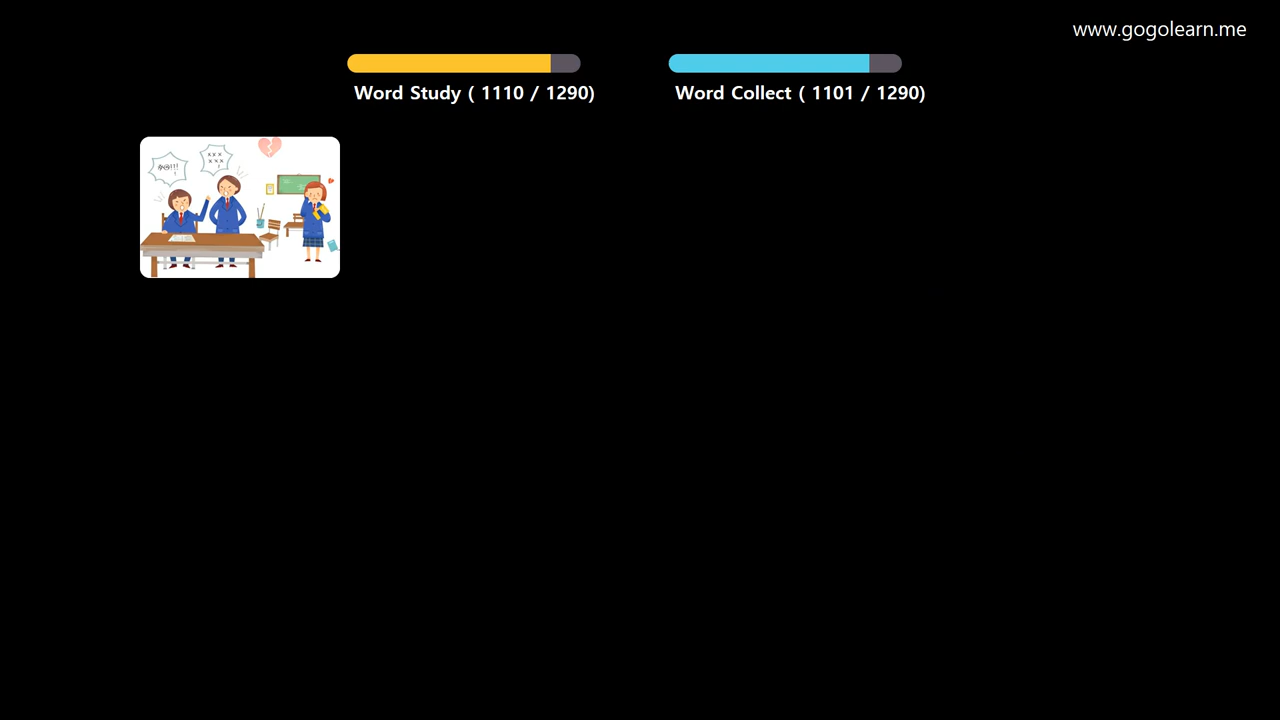 www.gogolearn.me
Word Study ( 1110 / 1290)
Word Collect ( 1101 / 1290)
x x x
x x x